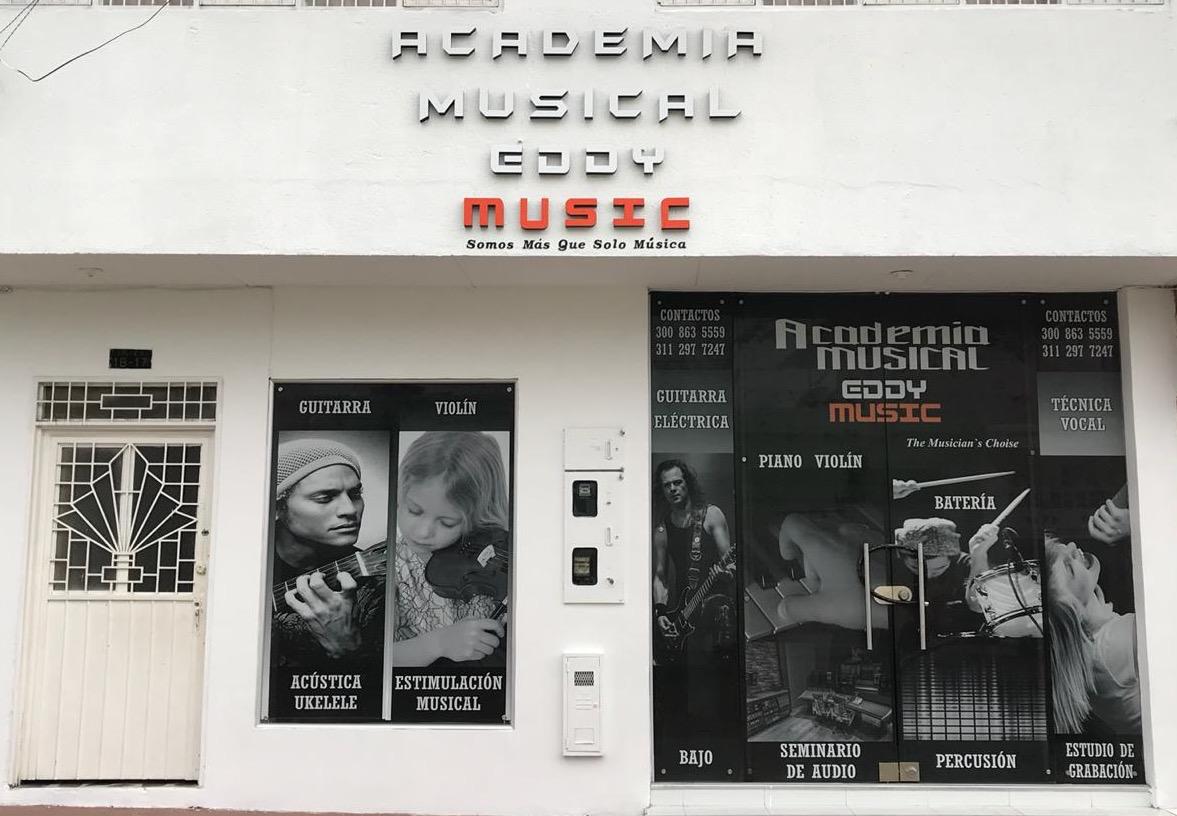 ACADEMIA
MUSICAL
EDDY
MUSIC
Somos Más Que Solo Música
GUITARRA
VIOLÍN
ACÚSTICA
UKELELE
ESTIMULACIÓN
MUSICAL
CONTACTOS
300 863 5559
311 297 7247
GUITARRA
ELÉCTRICA
BAJO
Academia
MUSICAL
EDDY
MUSIC
The Musician`s Choise
PIANO VIOLÍN
BATERÍA
SEMINARIO
DE AUDIO
PERCUSIÓN
CONTACTOS
300 863 5559
311 297 7247
TÉCNICA
VOCAL
ESTUDIO DE
GRABACIÓN